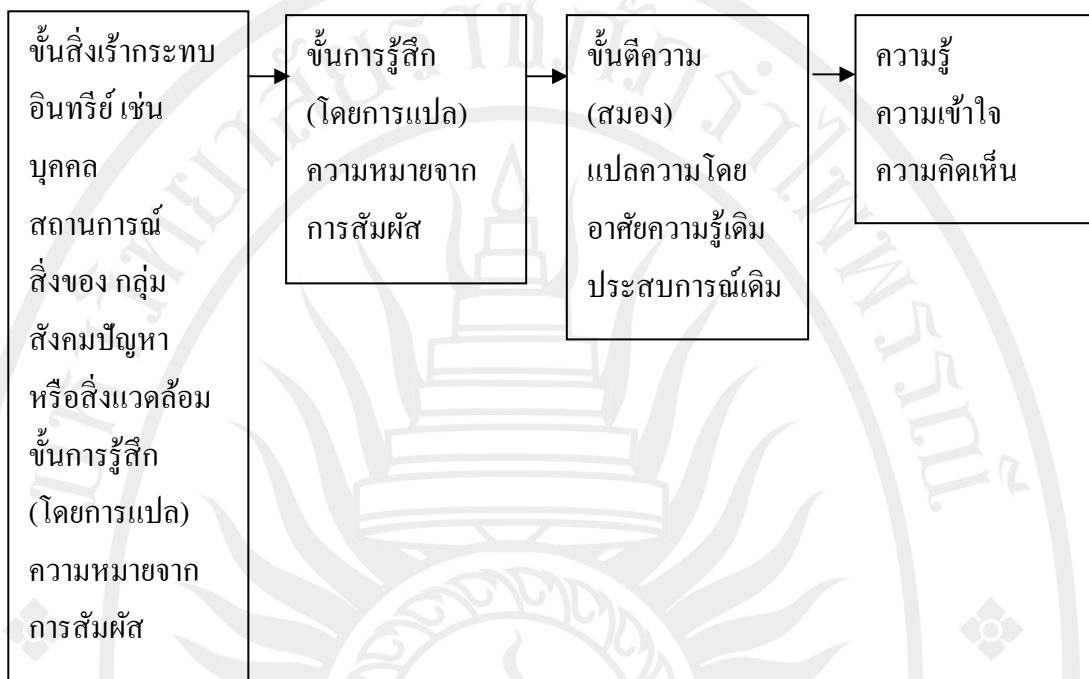 ขั้นสิ่งเร้ากระทบ
อินทรีย์ เช่น
บุคคล
สถานการณ์
สิ่งของ กลุ่ม
สังคมปัญหา
หรือสิ่งแวดล้อม
ขั้นการรู้สึก
(โดยการแปล)
ความหมายจาก
การสัมผัส
ขั้นการรู้สึก
(โดยการแปล)
ความหมายจาก
การสัมผัส
ขั้นตีความ
(สมอง)
แปลความโดย
อาศัยความรู้เดิม
ประสบการณ์เดิม
ความรู้
ความเข้าใจ
ความคิดเห็น